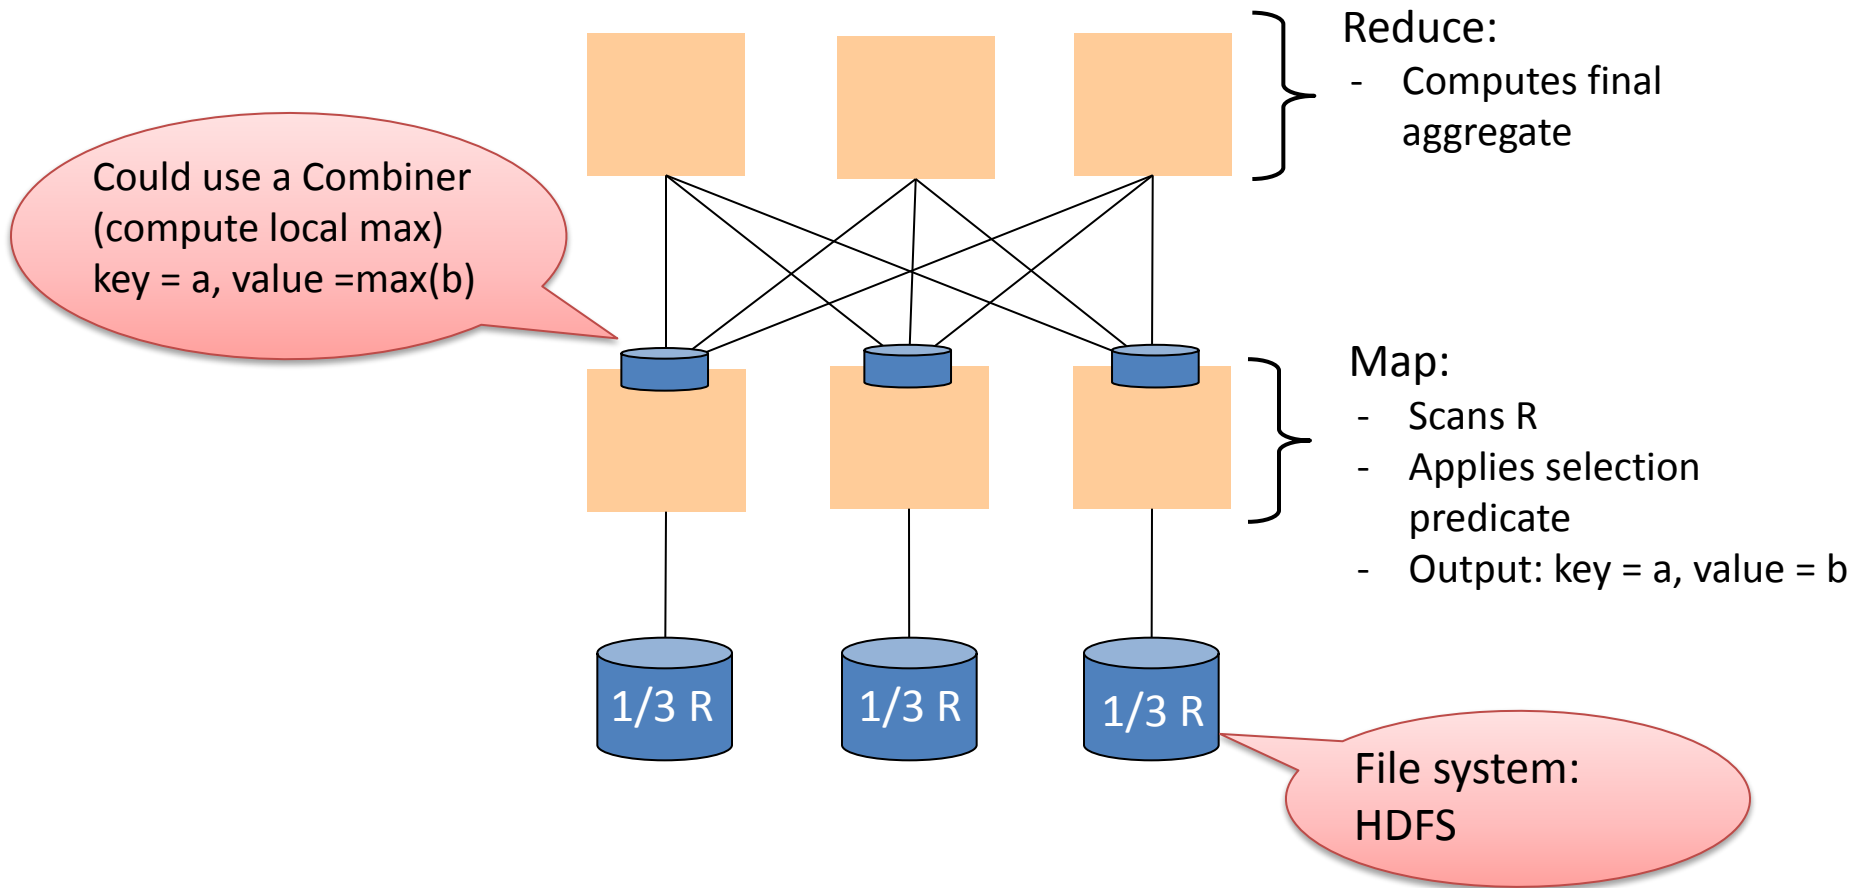 Reduce:
- Computes final
aggregate
Could use a Combiner
(compute local max)
key = a, value =max(b)
Map:
- Scans R
- Applies selection
predicate
- Output: key = a, value = b
1/3 R
1/3 R
1/3 R
File system:
HDFS